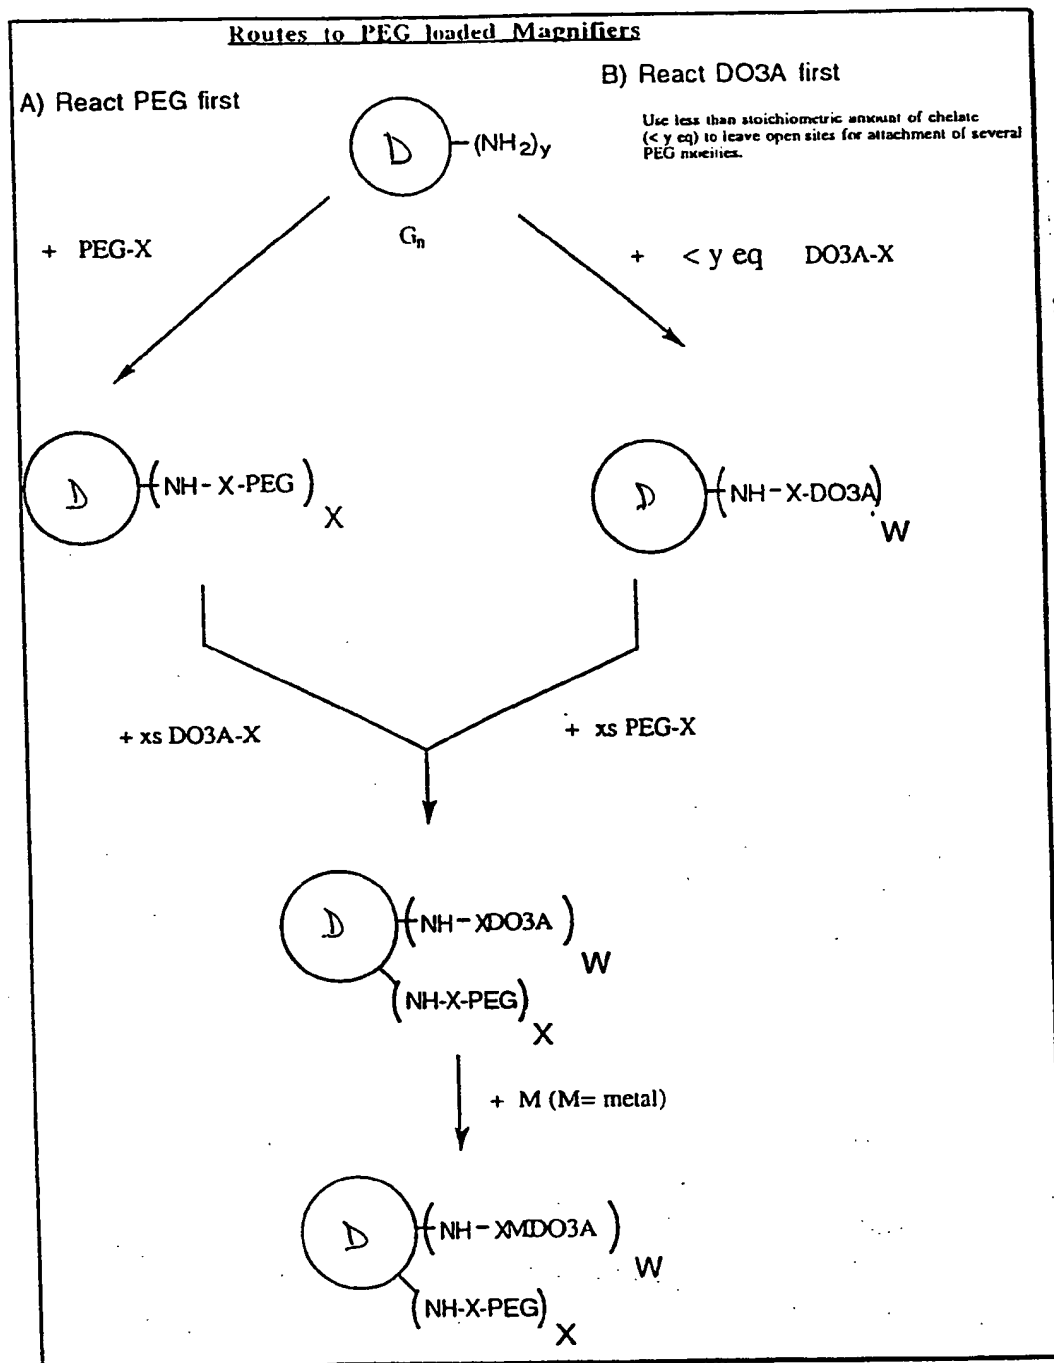 Routes to PEG loaded Magnifiers
A) React PEG first
B) React DO3A first
Use less than stoichiometric amount of chelate
(< y eq) to leave open sites for attachment of several
PEG moieities.
D
(NH2)y
Gn
+ PEG-X
+ < y eq DO3A-X
D
(NH - X-PEG)
X
D
(NH - X-DO3A)
W
+ xs DO3A-X
+ xs PEG-X
D
(NH - XDO3A)
W
(NH-X-PEG)
X
+ M (M= metal)
D
(NH - XMDO3A)
W
(NH-X-PEG)
X